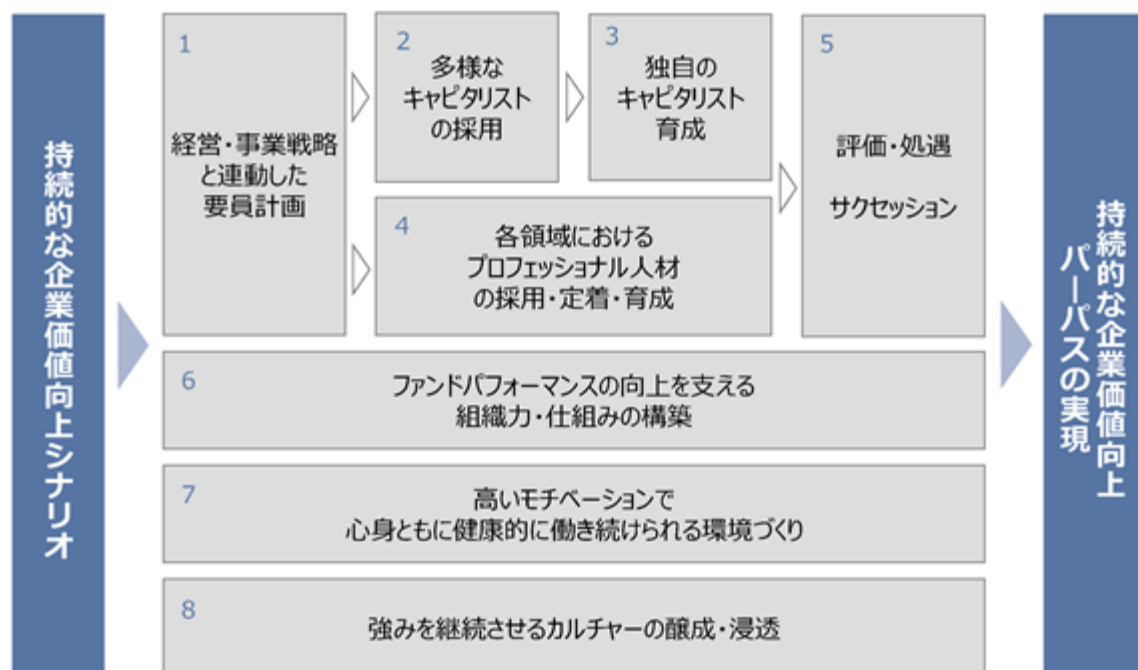 持続的な企業価値向上シナリオ
1
経営・事業戦略
と連動した
要員計画
2
多様な
キャピタリスト
の採用
3
独自の
キャピタリスト
育成
4
各領域における
プロフェッショナル人材
の採用・定着・育成
5
評価・処遇
サクセッション
6
ファンドパフォーマンスの向上を支える
組織力・仕組みの構築
7
高いモチベーションで
心身ともに健康的に働き続けられる環境づくり
8
強みを継続させるカルチャーの醸成・浸透
持続的な企業価値向上
パーパスの実現